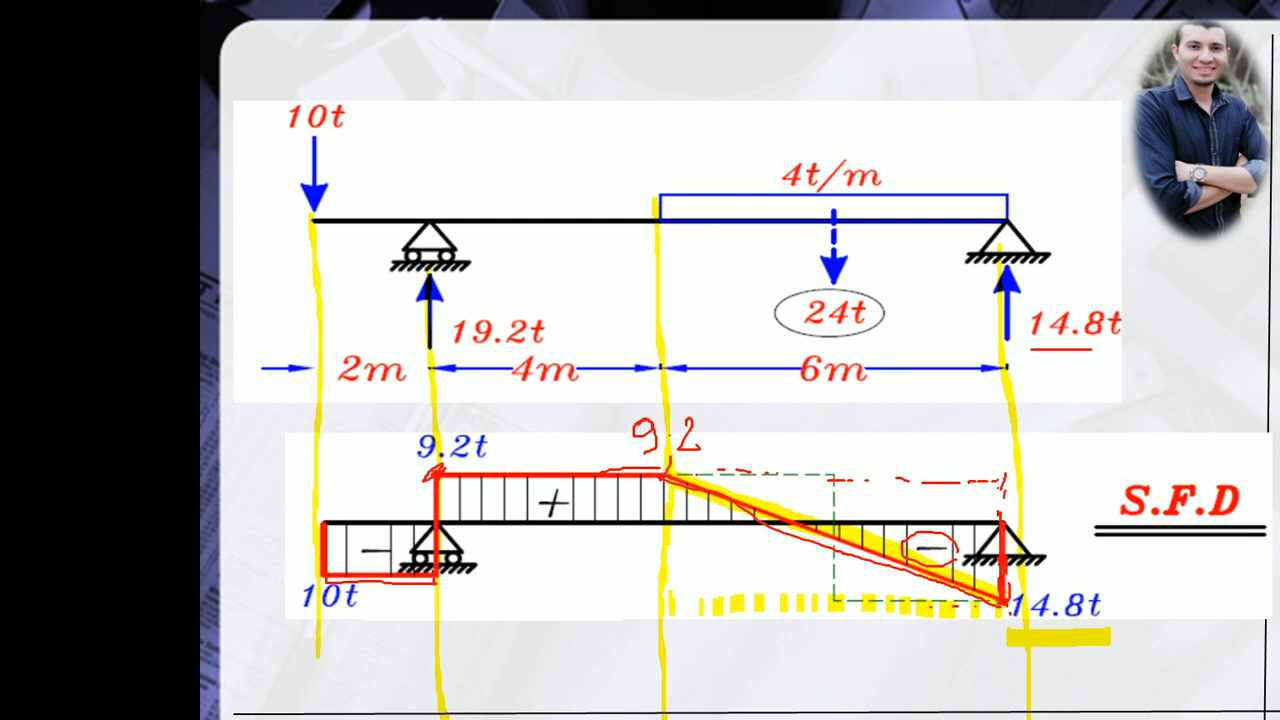 10t
4t/m
24t
19.2t
14.8t
2m
4m
6m
9.2
9.2t
+
S.F.D
−
−
10t
14.8t